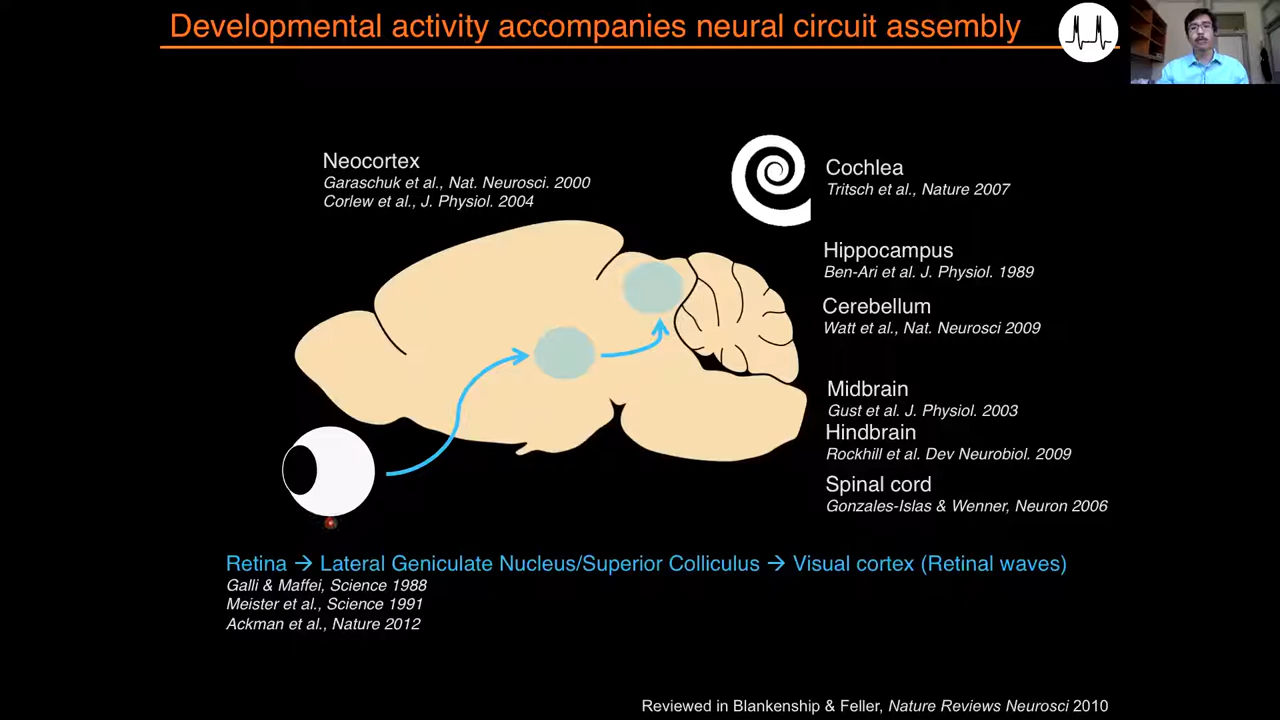 Developmental activity accompanies neural circuit assembly
Neocortex
Garaschuk et al., Nat. Neurosci. 2000
Corlew et al., J. Physiol. 2004
Cochlea
Tritsch et al., Nature 2007
Hippocampus
Ben-Ari et al. J. Physiol. 1989
Cerebellum
Watt et al., Nat. Neurosci 2009
Midbrain
Gust et al. J. Physiol. 2003
Hindbrain
Rockhill et al. Dev Neurobiol. 2009
Spinal cord
Gonzales-Islas & Wenner, Neuron 2006
Retina → Lateral Geniculate Nucleus/Superior Colliculus → Visual cortex (Retinal waves)
Galli & Maffei, Science 1988
Meister et al., Science 1991
Ackman et al., Nature 2012
Reviewed in Blankenship & Feller, Nature Reviews Neurosci 2010